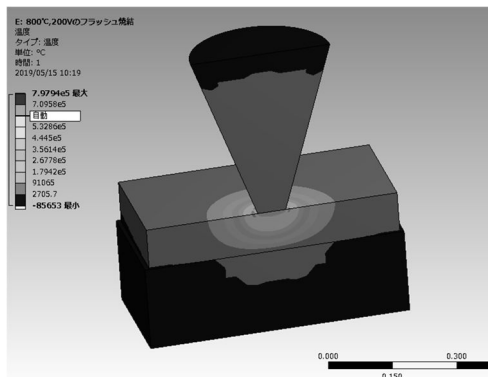 E: 800℃,200Vのフラッシュ焼結
温度
タイプ: 温度
単位: ℃
時間: 1
2019/05/15 10:19
7.9794e5 最大
7.0958e5
自動
5.3286e5
4.445e5
3.5614e5
2.6778e5
1.7942e5
91065
2705.7
-85653 最小
0.000
0.300
0.150